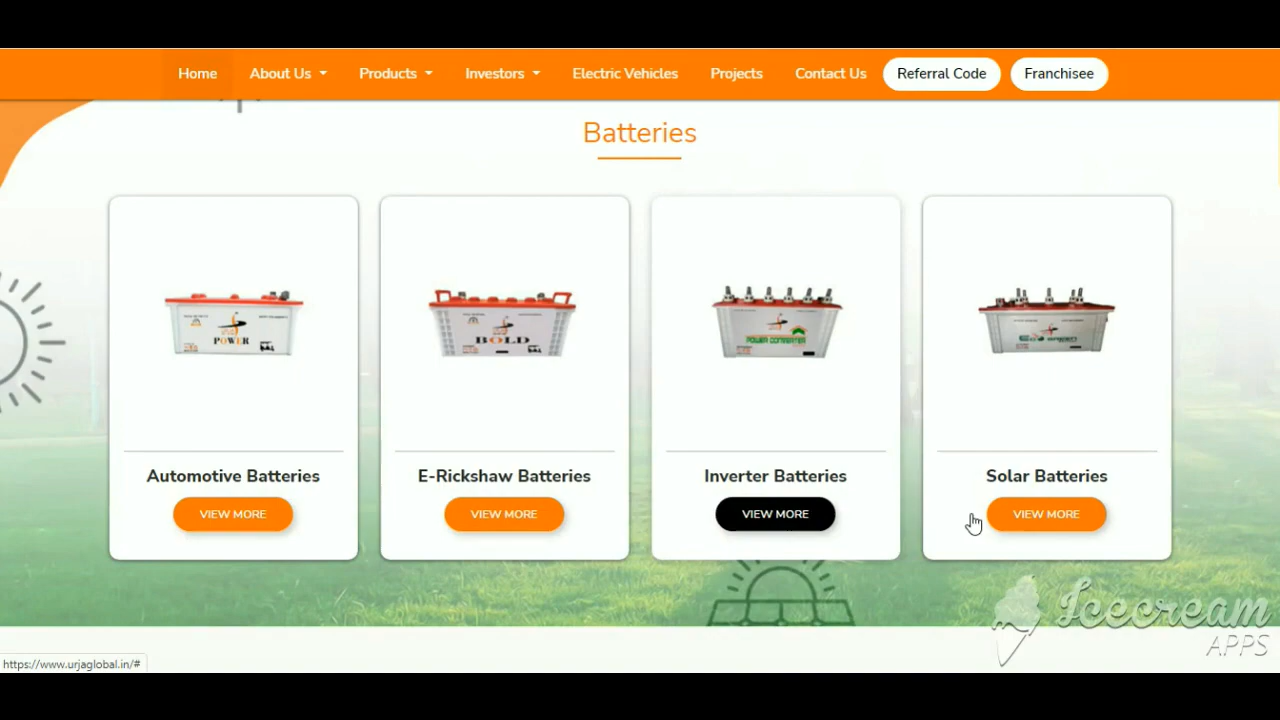 Home About Us Products Investors Electric Vehicles Projects Contact Us Referral Code Franchisee
Batteries
POWER
BOLD
POWER CONVERTER
Automotive Batteries E-Rickshaw Batteries Inverter Batteries Solar Batteries
VIEW MORE VIEW MORE VIEW MORE VIEW MORE
Icecream
APPS
https://www.urjaglobal.in/#